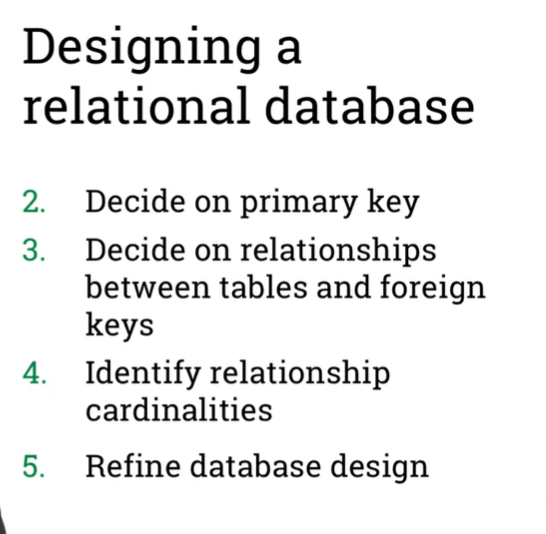 Designing a
relational database
2. Decide on primary key
3. Decide on relationships
between tables and foreign
keys
4. Identify relationship
cardinalities
5. Refine database design